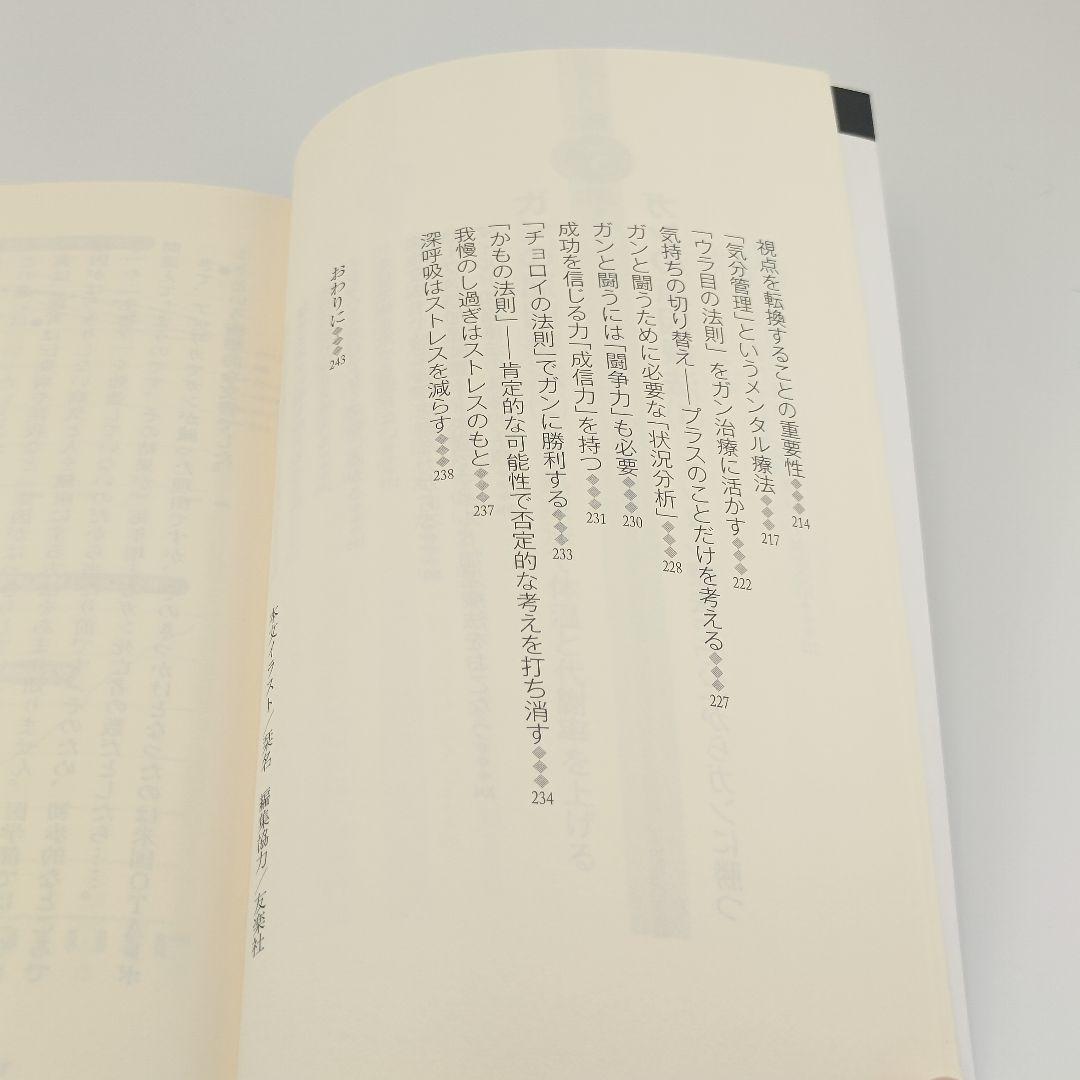 視点を転換することの重要性◆◆◆214
「気分管理」というメンタル療法◆◆◆217
「ウラ目の法則」をガン治療に活かす◆◆◆222
気持ちの切り替え――プラスのことだけを考える◆◆◆227
ガンと闘うために必要な「状況分析」◆◆◆228
ガンと闘うには「闘争力」も必要◆◆◆230
成功を信じる力「成信力」を持つ◆◆◆231
「チョロイの法則」でガンに勝利する◆◆◆233
「かもの法則」――肯定的な可能性で否定的な考えを打ち消す◆◆◆234
我慢のし過ぎはストレスのもと◆◆◆237
深呼吸はストレスを減らす◆◆◆238
おわりに◆◆◆243
本文イラスト／桒名　編集協力／友楽社